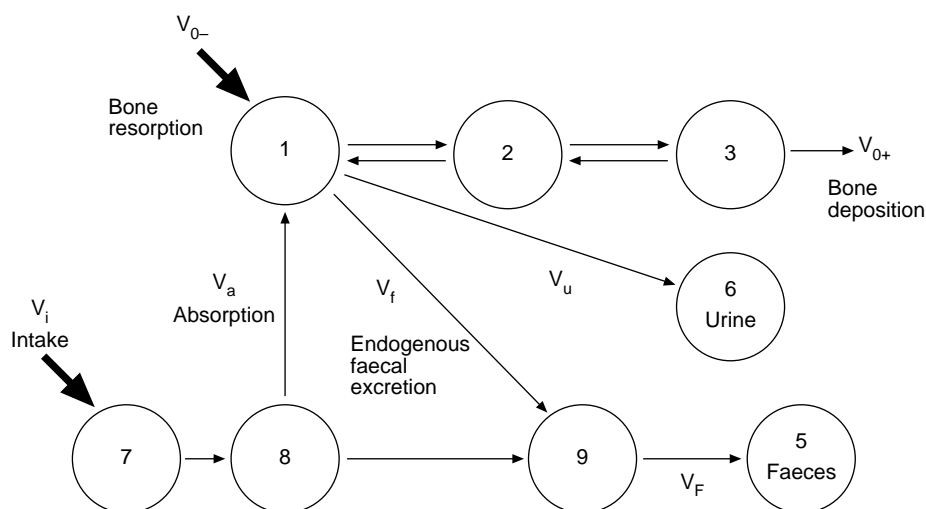 V0–
Bone
resorption
1
2
3
V0+
Bone
deposition
Va
Absorption
Vf
Vu
6
Urine
Vi
Intake
Endogenous
faecal
excretion
7
8
9
VF
5
Faeces